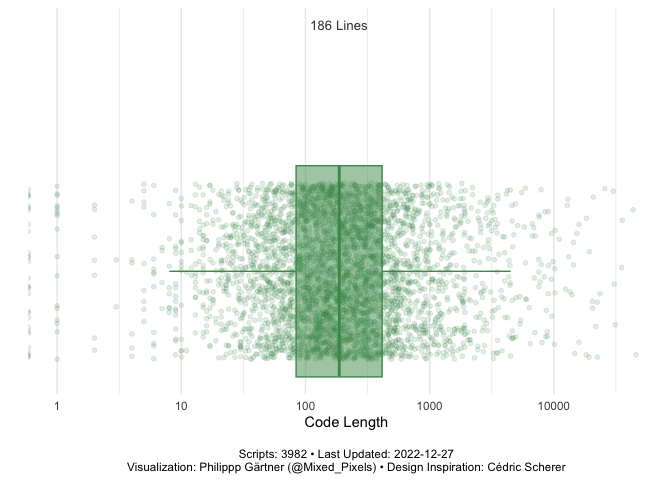 186 Lines
1 10 100 1000 10000
Code Length
Scripts: 3982 • Last Updated: 2022-12-27
Visualization: Philippp Gärtner (@Mixed_Pixels) • Design Inspiration: Cédric Scherer